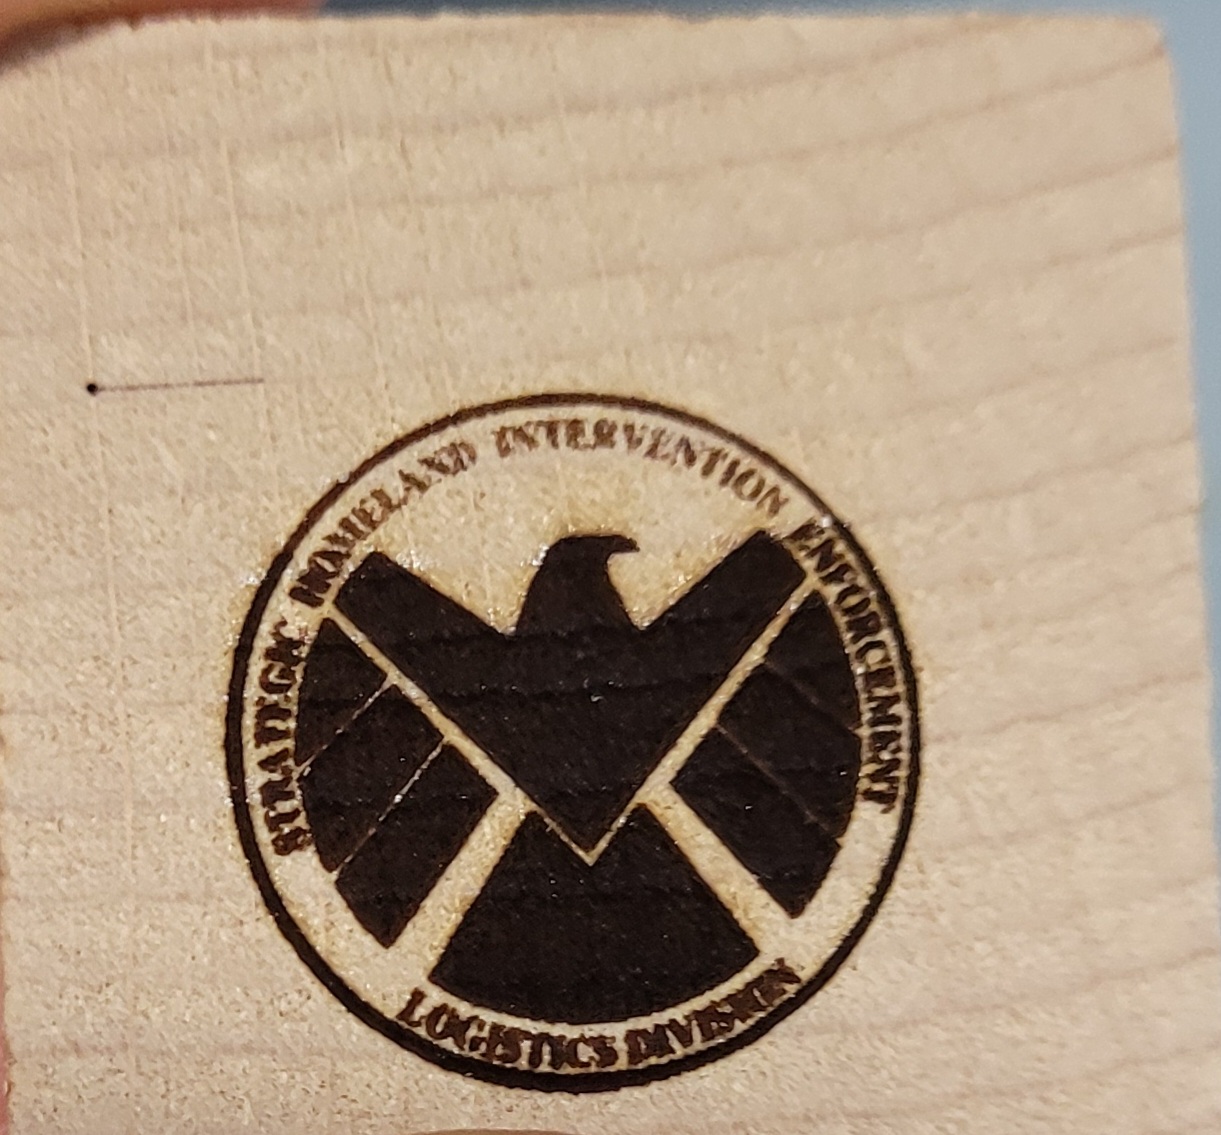 STRATEGIC HOMELAND INTERVENTION ENFORCEMENT
LOGISTICS DIVISION